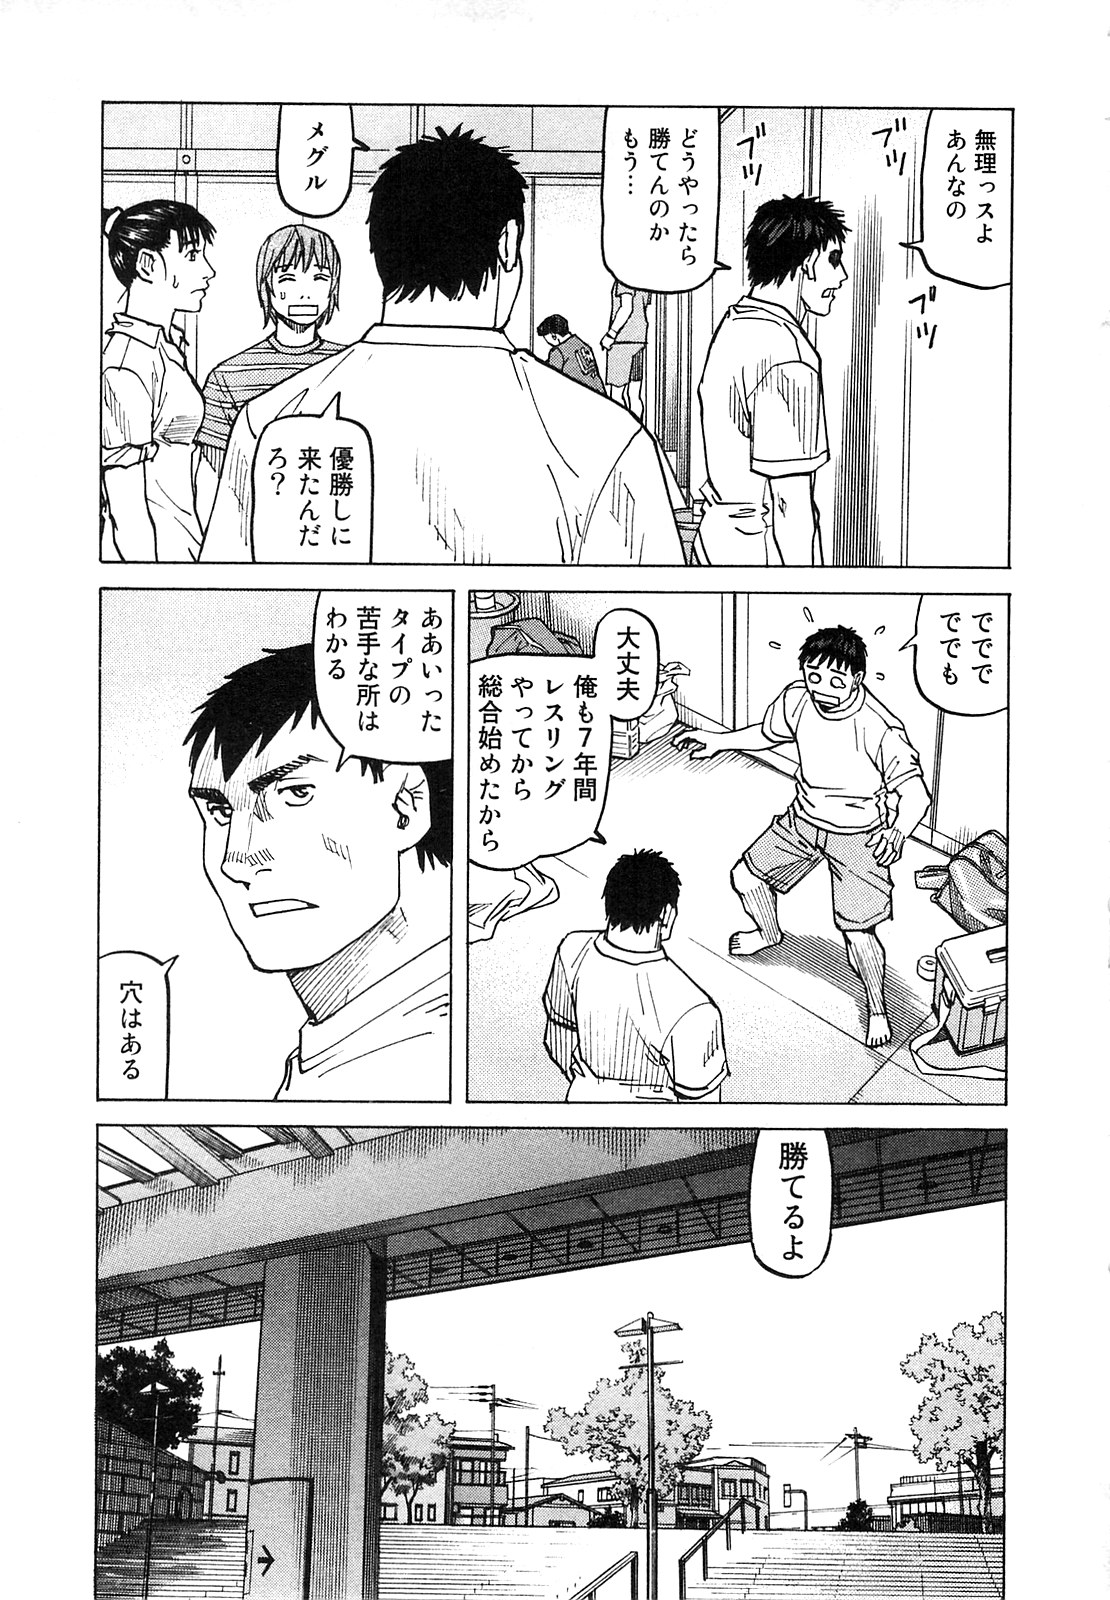 無理っスよ
あんなの
ブツ
ブツ
ブツ
どうやったら
勝てんのか
もう…
メグル
優勝しに
来たんだ
ろ?
ででで
ででも
大丈夫
俺も7年間
レスリング
やってから
総合始めたから
ああいった
タイプの
苦手な所は
わかる
穴はある
勝てるよ